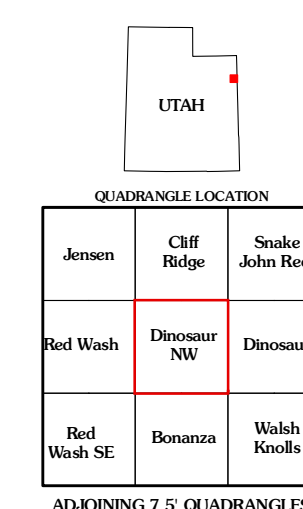 UTAH
QUADRANGLE LOCATION
Jensen
Cliff
Ridge
Snake
John Ree
Red Wash
Dinosaur
NW
Dinosau
Red
Wash SE
Bonanza
Walsh
Knolls
ADJOINING 7.5' QUADRANGLES